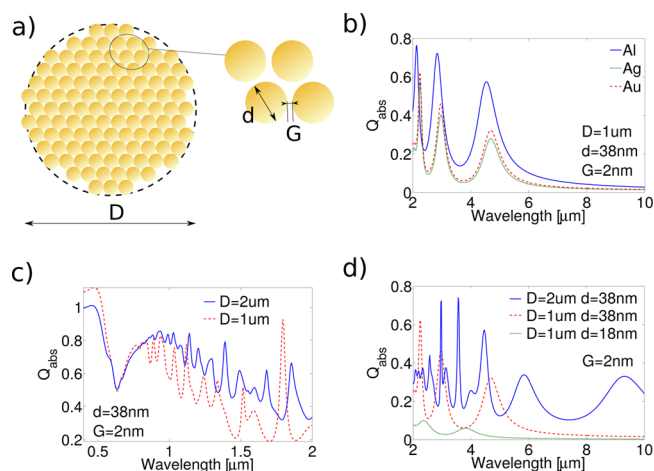 a)
d
G
D
b)
Q_abs
0.8
0.6
0.4
0.2
0
2
4
6
8
10
Wavelength [μm]
Al
Ag
Au
D=1um
d=38nm
G=2nm
c)
Q_abs
1
0.8
0.6
0.4
0.2
0.5
1
1.5
2
Wavelength [μm]
D=2um
D=1um
d=38nm
G=2nm
d)
Q_abs
0.8
0.6
0.4
0.2
0
2
4
6
8
10
Wavelength [μm]
D=2um d=38nm
D=1um d=38nm
D=1um d=18nm
G=2nm